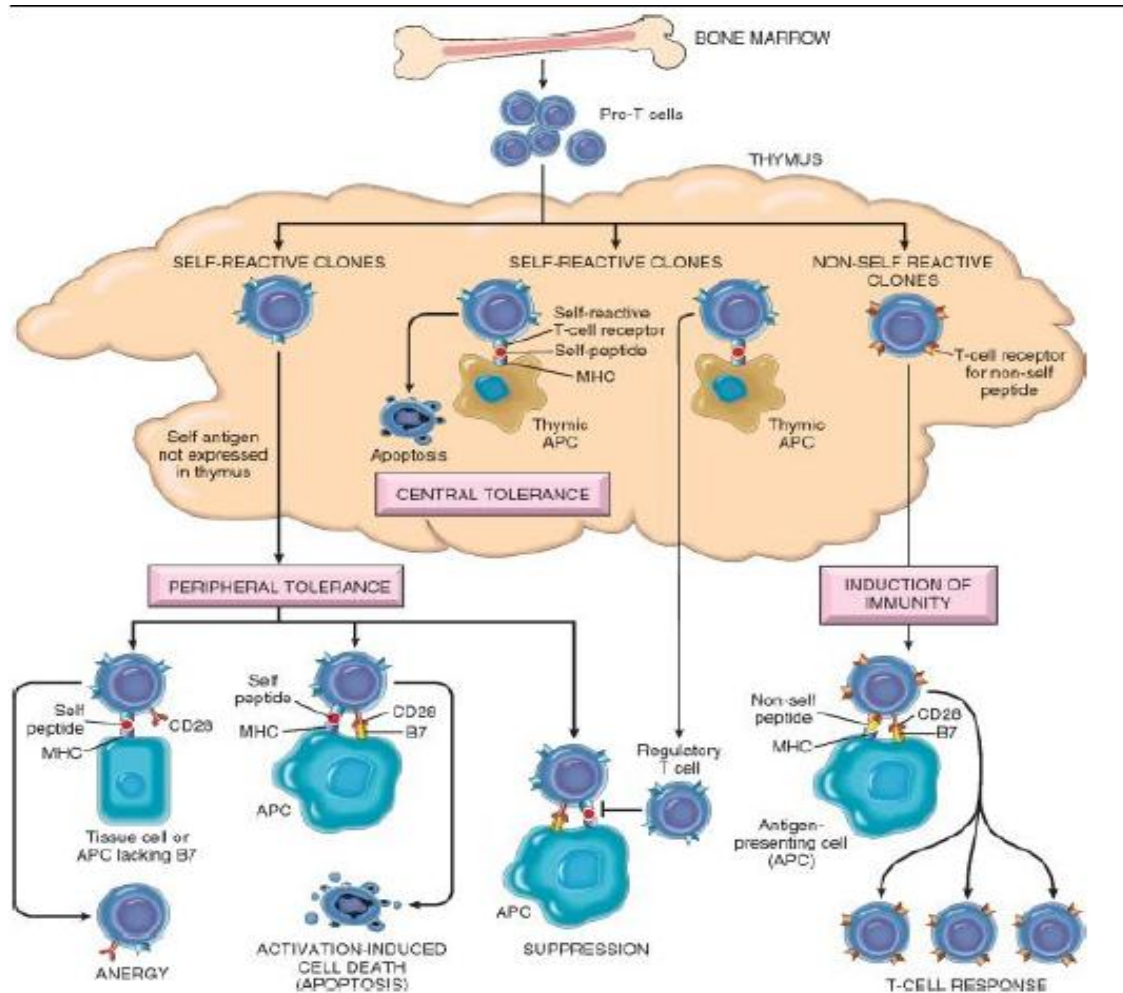 BONE MARROW
Pro-T cells
THYMUS
SELF-REACTIVE CLONES
SELF-REACTIVE CLONES
NON-SELF REACTIVE
CLONES
Self-reactive
T-cell receptor
Self-peptide
MHC
T-cell receptor
for non-self
peptide
Thymic
APC
Thymic
APC
Self antigen
not expressed
in thymus
Apoptosis
CENTRAL TOLERANCE
PERIPHERAL TOLERANCE
INDUCTION OF
IMMUNITY
Self
peptide
CD28
MHC
Self
peptide
MHC
CD28
B7
Non-self
peptide
MHC
CD28
B7
Regulatory
T cell
APC
Tissue cell or
APC lacking B7
Antigen-
presenting cell
(APC)
APC
ANERGY
ACTIVATION-INDUCED
CELL DEATH
(APOPTOSIS)
SUPPRESSION
T-CELL RESPONSE